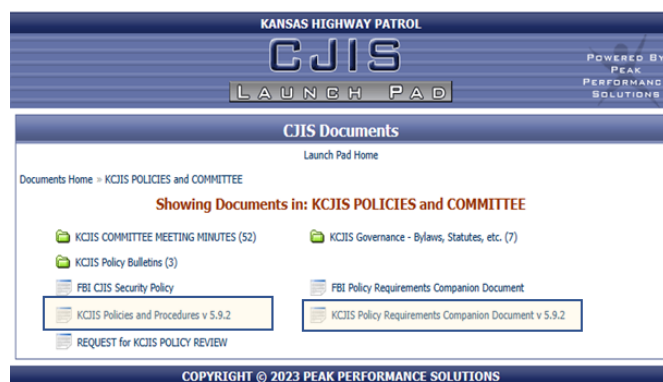 KANSAS HIGHWAY PATROL
CJIS
LAUNCH PAD
POWERED BY
PEAK
PERFORMANC
SOLUTIONS
CJIS Documents
Launch Pad Home
Documents Home » KCJIS POLICIES and COMMITTEE
Showing Documents in: KCJIS POLICIES and COMMITTEE
KCJIS COMMITTEE MEETING MINUTES (52)
KCJIS Governance - Bylaws, Statutes, etc. (7)
KCJIS Policy Bulletins (3)
FBI CJIS Security Policy
FBI Policy Requirements Companion Document
KCJIS Policies and Procedures v 5.9.2
KCJIS Policy Requirements Companion Document v 5.9.2
REQUEST for KCJIS POLICY REVIEW
COPYRIGHT © 2023 PEAK PERFORMANCE SOLUTIONS